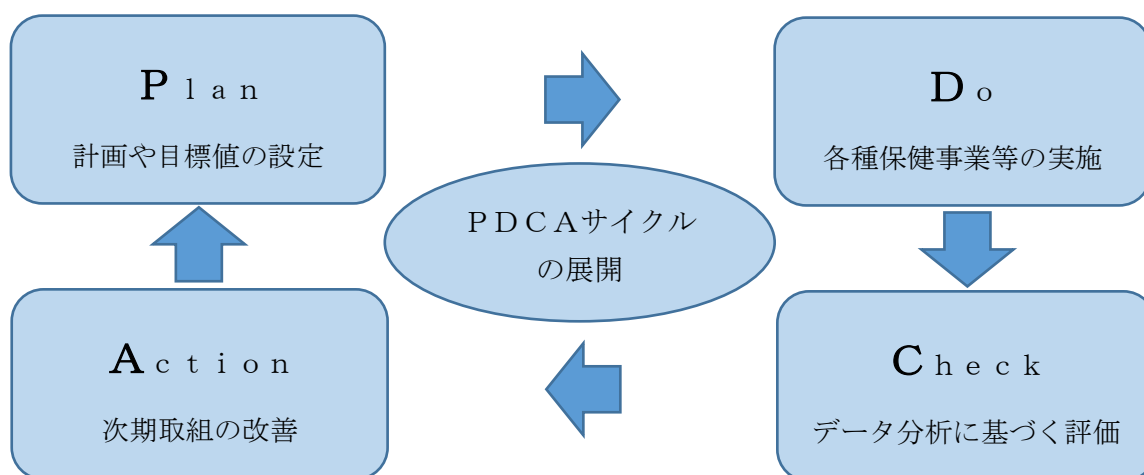 Ｐｌａｎ
計画や目標値の設定
Ｄｏ
各種保健事業等の実施
ＰＤＣＡサイクル
の展開
Ａｃｔｉｏｎ
次期取組の改善
Ｃｈｅｃｋ
データ分析に基づく評価